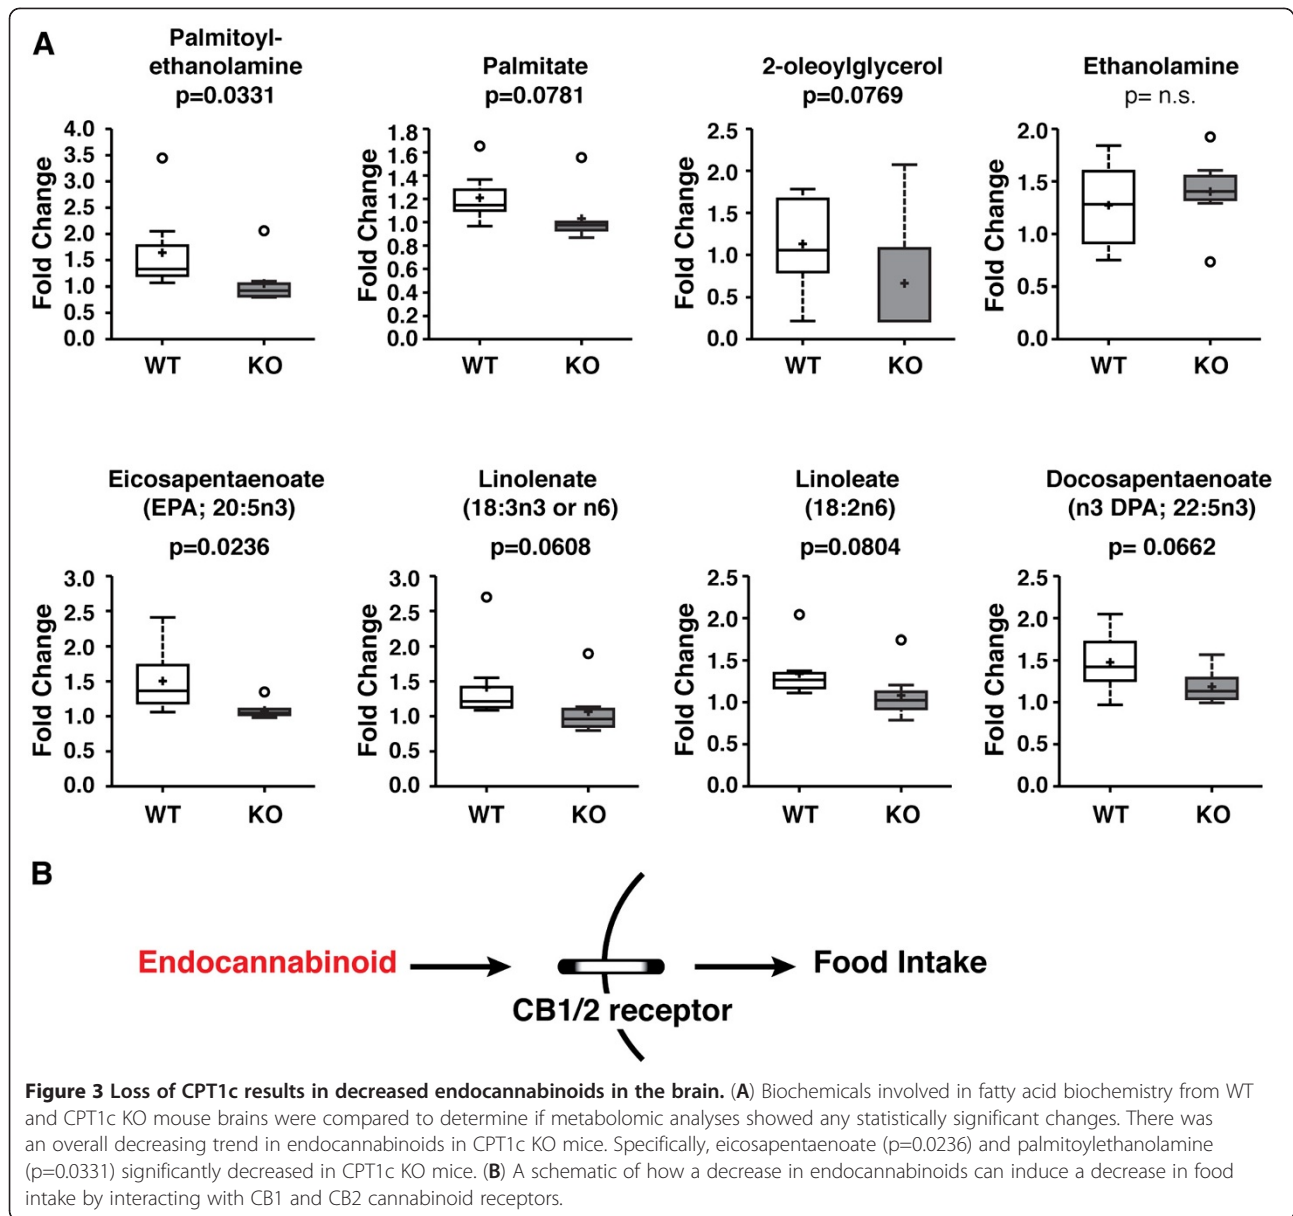 A
Palmitoyl-
ethanolamine
p=0.0331
Fold Change
4.0
3.5
3.0
2.5
2.0
1.5
1.0
0.5
0.0
WT KO
Palmitate
p=0.0781
Fold Change
1.8
1.6
1.4
1.2
1.0
0.8
0.6
0.4
0.2
0.0
WT KO
2-oleoylglycerol
p=0.0769
Fold Change
2.5
2.0
1.5
1.0
0.5
0.0
WT KO
Ethanolamine
p= n.s.
Fold Change
2.0
1.5
1.0
0.5
0.0
WT KO
Eicosapentaenoate
(EPA; 20:5n3)
p=0.0236
Fold Change
3.0
2.5
2.0
1.5
1.0
0.5
0.0
WT KO
Linolenate
(18:3n3 or n6)
p=0.0608
Fold Change
3.0
2.5
2.0
1.5
1.0
0.5
0.0
WT KO
Linoleate
(18:2n6)
p=0.0804
Fold Change
2.5
2.0
1.5
1.0
0.5
0.0
WT KO
Docosapentaenoate
(n3 DPA; 22:5n3)
p= 0.0662
Fold Change
2.5
2.0
1.5
1.0
0.5
0.0
WT KO
B
Endocannabinoid
CB1/2 receptor
Food Intake
Figure 3 Loss of CPT1c results in decreased endocannabinoids in the brain. (A) Biochemicals involved in fatty acid biochemistry from WT
and CPT1c KO mouse brains were compared to determine if metabolomic analyses showed any statistically significant changes. There was
an overall decreasing trend in endocannabinoids in CPT1c KO mice. Specifically, eicosapentaenoate (p=0.0236) and palmitoylethanolamine
(p=0.0331) significantly decreased in CPT1c KO mice. (B) A schematic of how a decrease in endocannabinoids can induce a decrease in food
intake by interacting with CB1 and CB2 cannabinoid receptors.